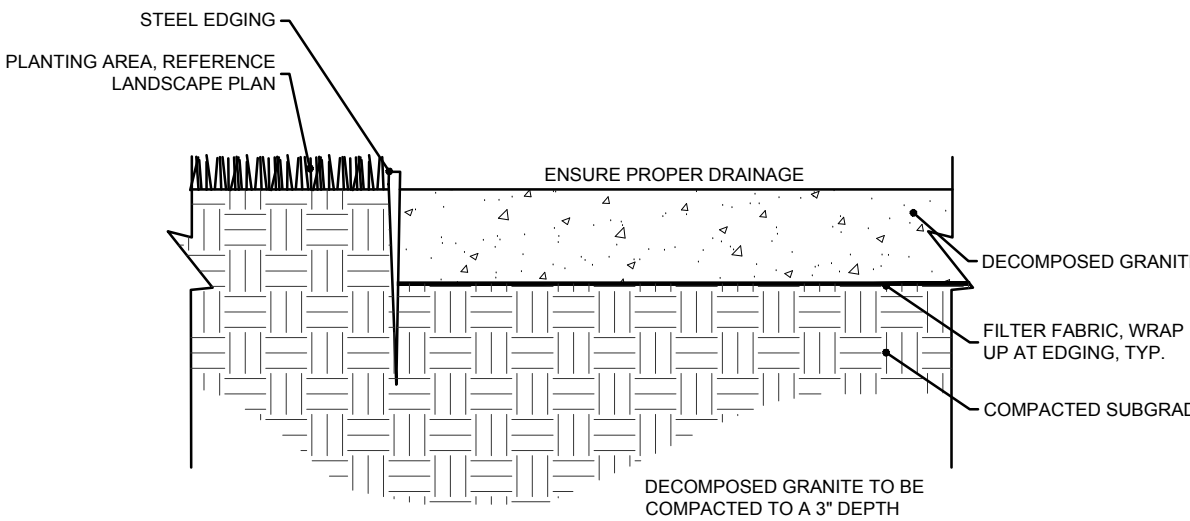 STEEL EDGING
PLANTING AREA, REFERENCE
LANDSCAPE PLAN
ENSURE PROPER DRAINAGE
DECOMPOSED GRANIT
FILTER FABRIC, WRAP
UP AT EDGING, TYP.
COMPACTED SUBGRAD
DECOMPOSED GRANITE TO BE
COMPACTED TO A 3" DEPTH